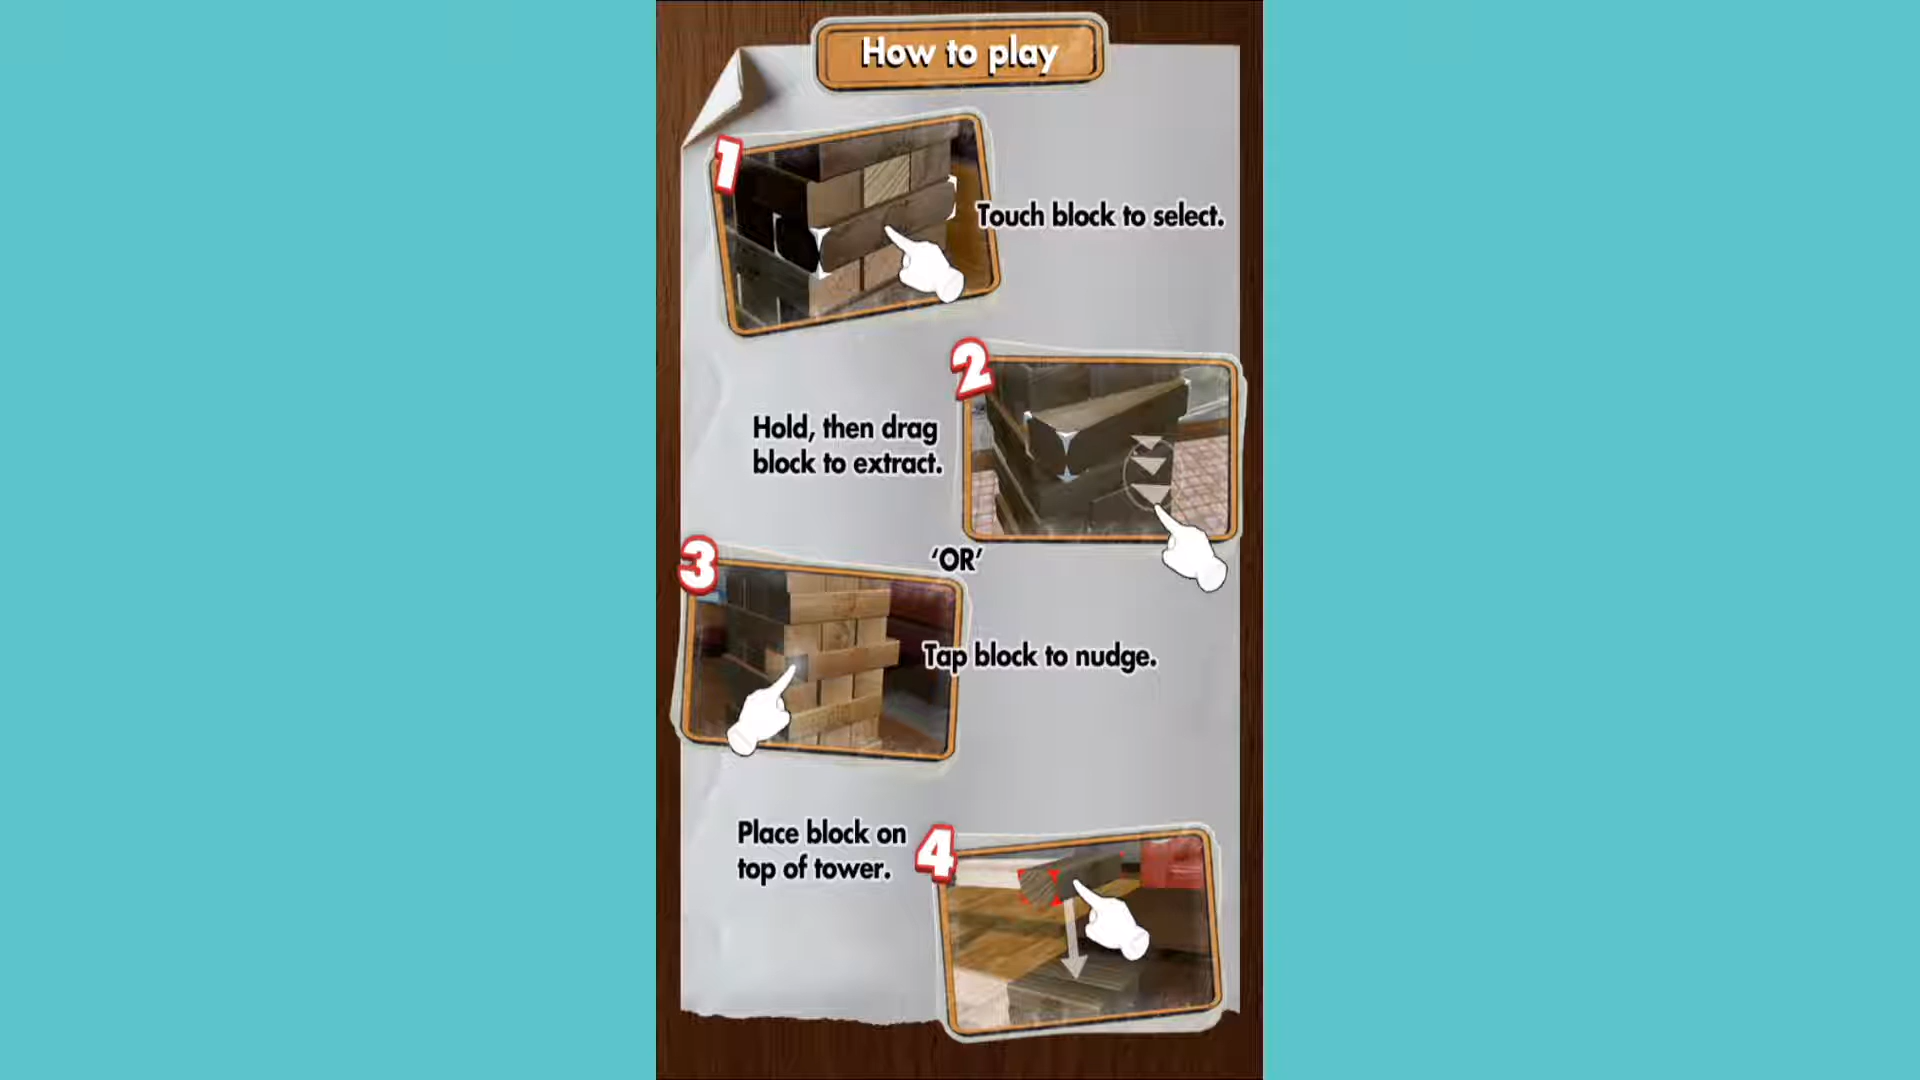 How to play
1
Touch block to select.
2
Hold, then drag
block to extract.
‘OR’
3
Tap block to nudge.
Place block on
top of tower.
4